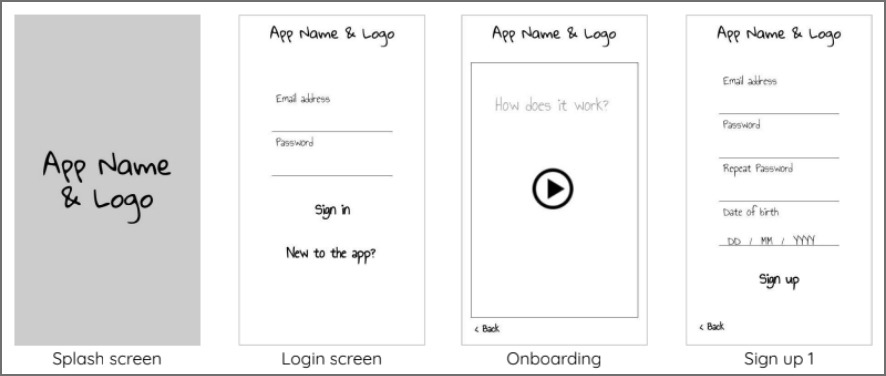 App Name
& Logo
Splash screen
App Name & Logo
Email address
Password
Sign in
New to the app?
Login screen
App Name & Logo
How does it work?
< Back
Onboarding
App Name & Logo
Email address
Password
Repeat Password
Date of birth
DD / MM / YYYY
Sign up
< Back
Sign up 1